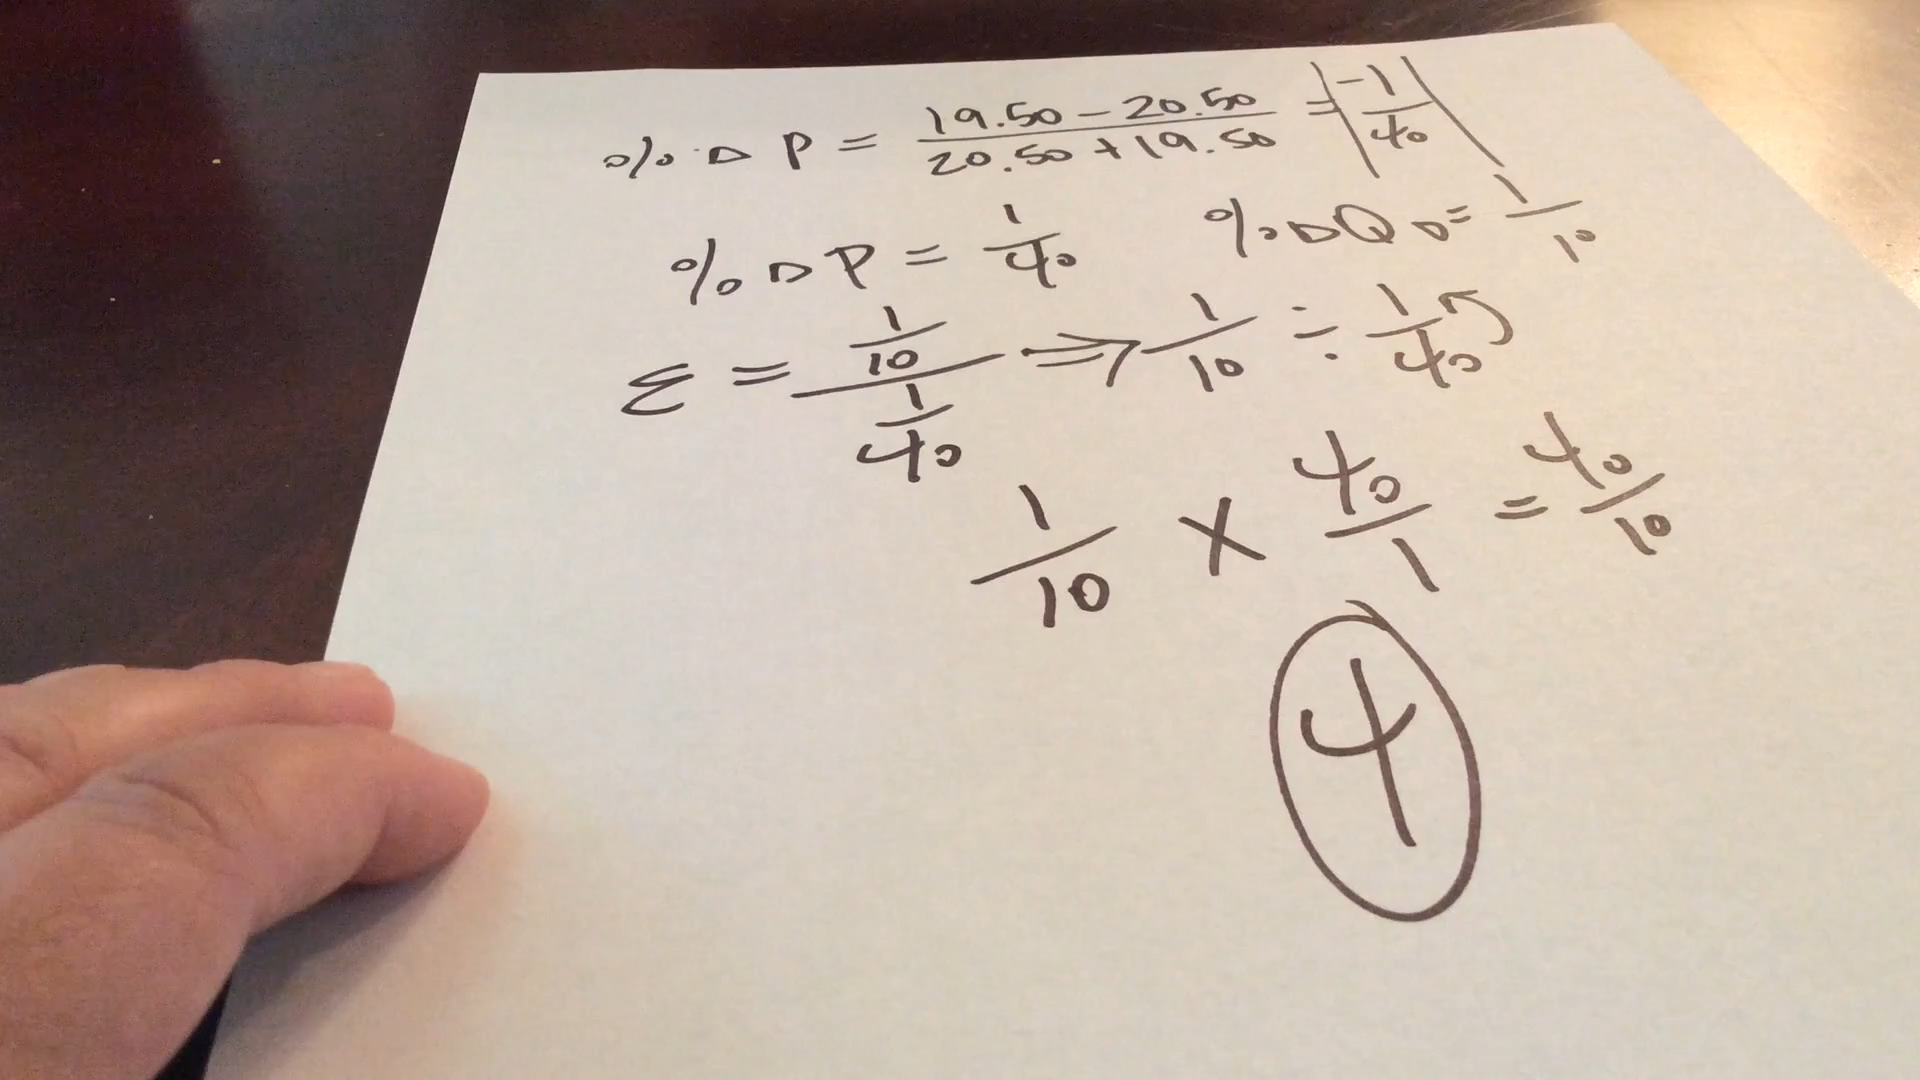 %ΔP = 19.50 - 20.50 / 20.50 + 19.50 = |-1/40|
%ΔP = 1/40 %ΔQD = 1/10
ε = 1/10 / 1/40 ⇒ 1/10 ÷ 1/40
1/10 × 40/1 = 40/10
4